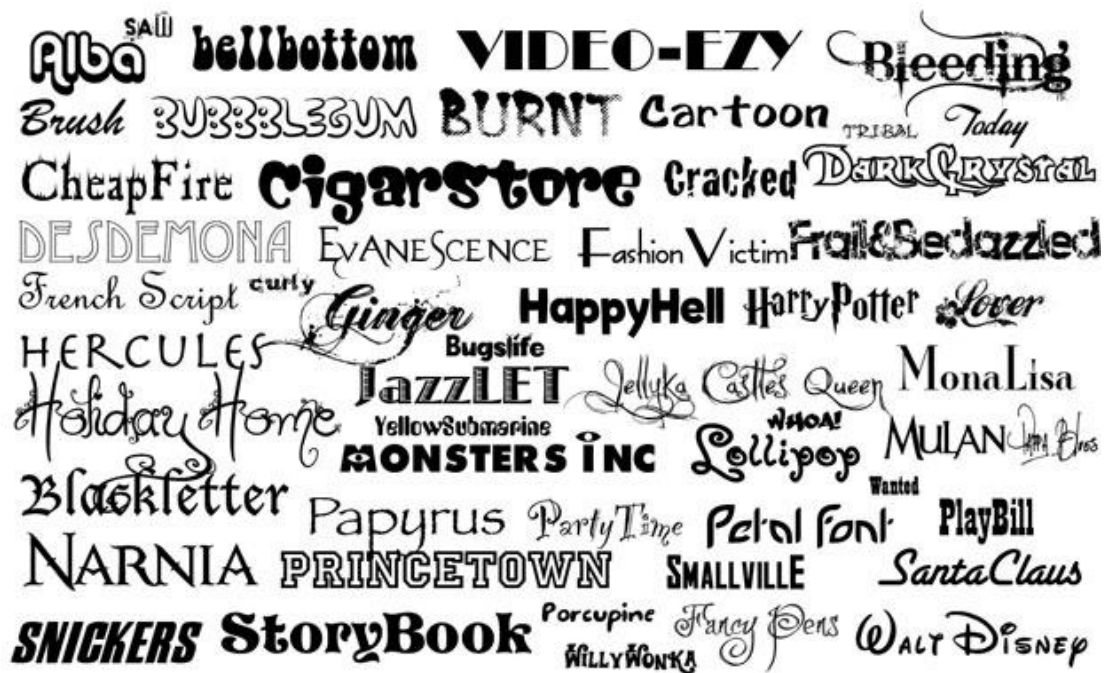 Alba SAll bellbottom VIDEO-EZY Bleeding
Brush BUBBBLEGUM BURNT Cartoon TRIBAL Today
CheapFire CigarStore Cracked DarkCrystal
DESDEMONA EVANESCENCE Fashion Victim Frail&Bedazzled
French Script curly Ginger HappyHell HarryPotter Lover
HERCULES Bugslife
Holiday Home JazzLET Jellyka Castle's Queen MonaLisa
YellowSubmarine WHOA!
MONSTERS INC Lollipop MULAN
Blackletter Wanted
Papyrus PartyTime Petal Font PlayBill
NARNIA PRINCETOWN SMALLVILLE SantaClaus
SNICKERS StoryBook Porcupine Fancy Pens WALT DISNEY
WILLYWONKA